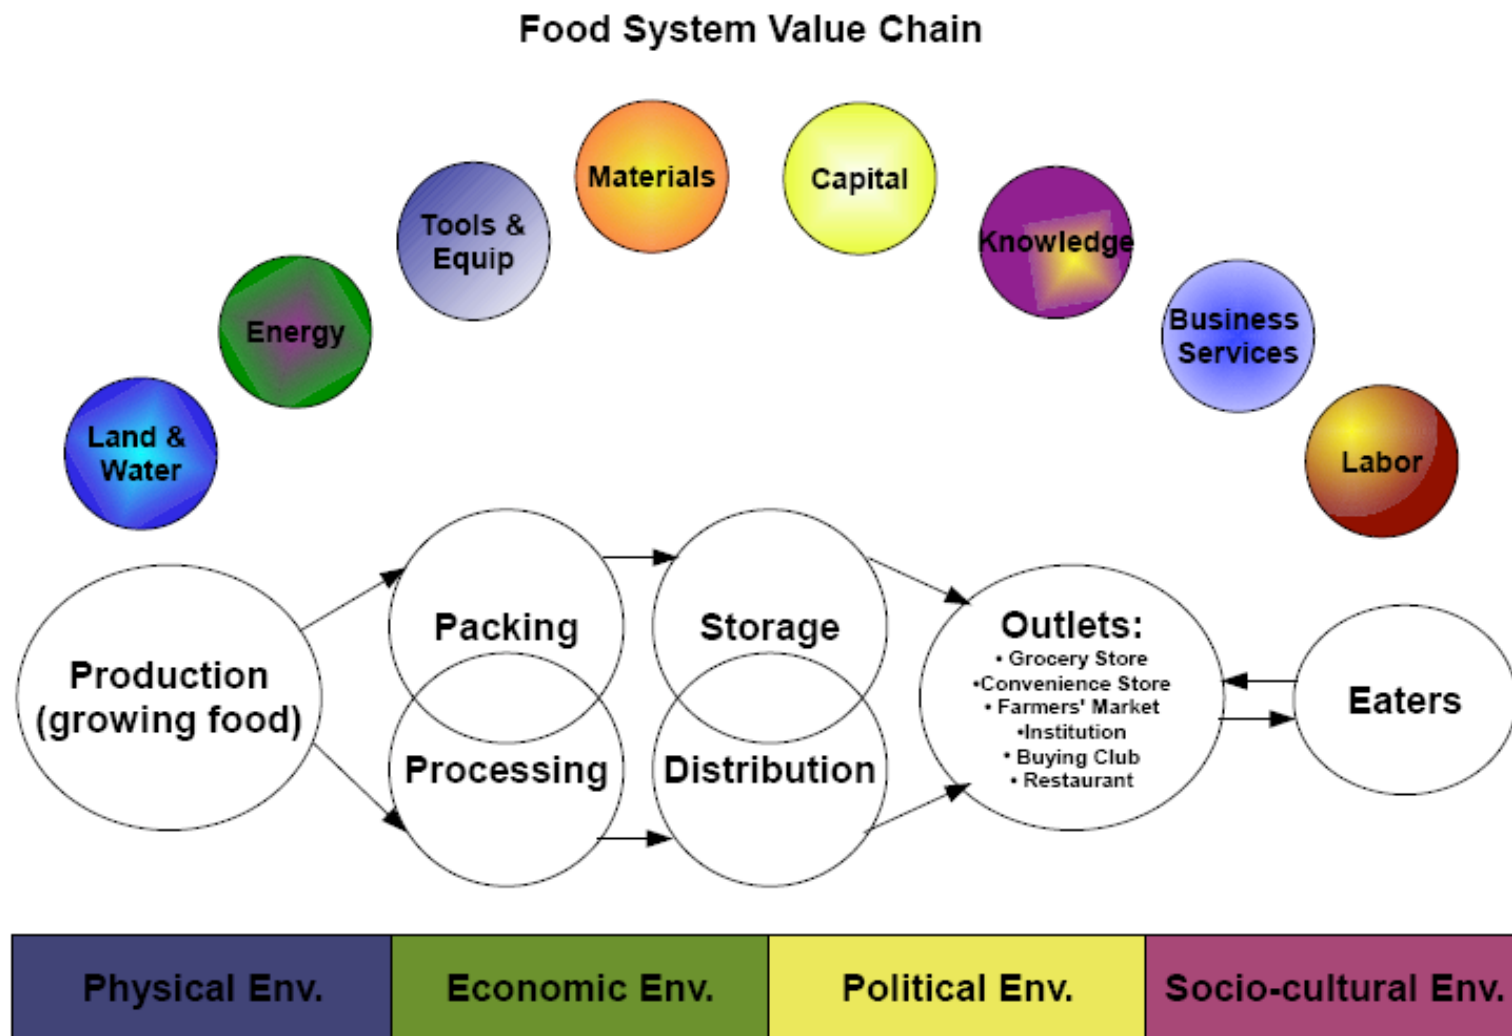 Food System Value Chain
Materials
Capital
Tools &
Equip
Knowledge
Energy
Business
Services
Land &
Water
Labor
Production
(growing food)
Packing
Processing
Storage
Distribution
Outlets:
• Grocery Store
•Convenience Store
• Farmers' Market
•Institution
• Buying Club
• Restaurant
Eaters
Physical Env.
Economic Env.
Political Env.
Socio-cultural Env.